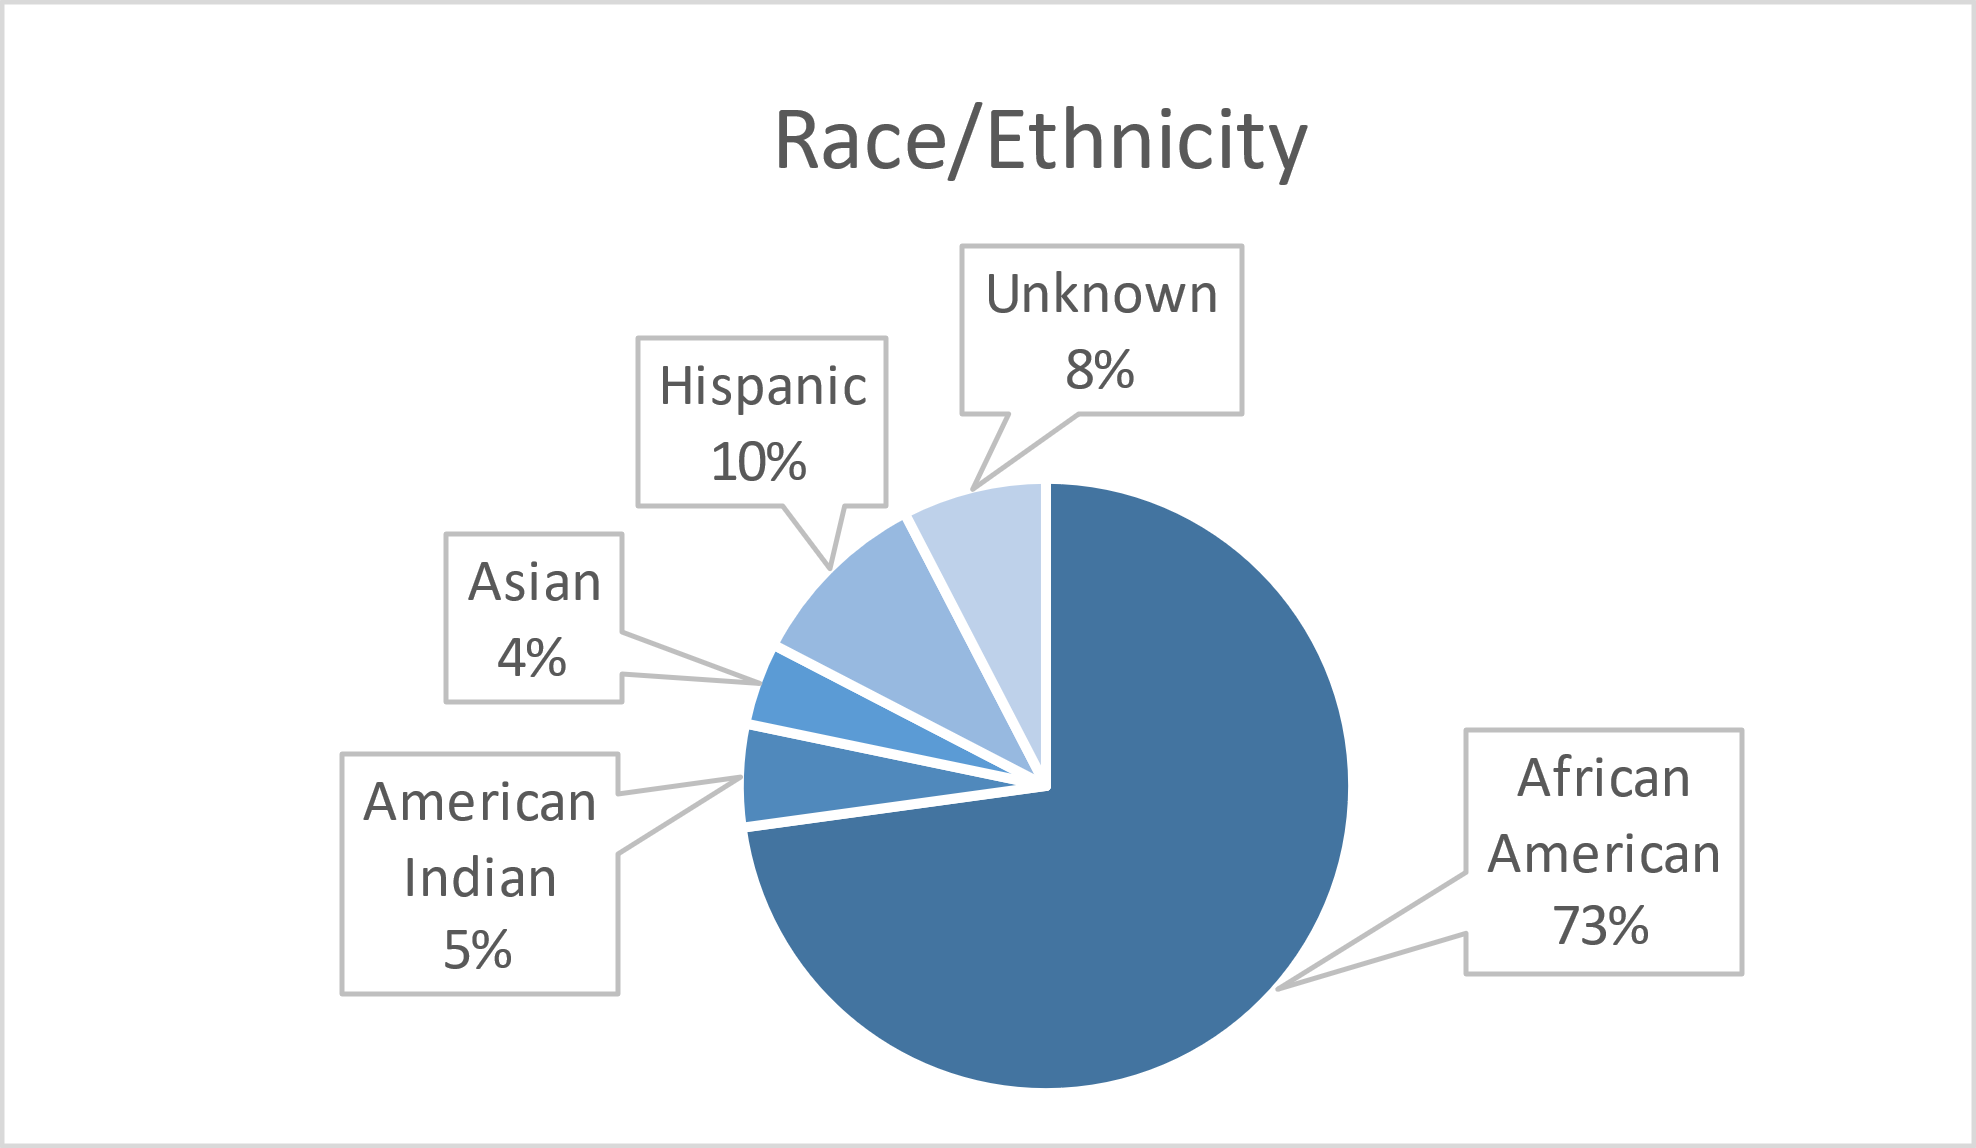 Race/Ethnicity
Unknown
8%
Hispanic
10%
Asian
4%
American
Indian
5%
African
American
73%